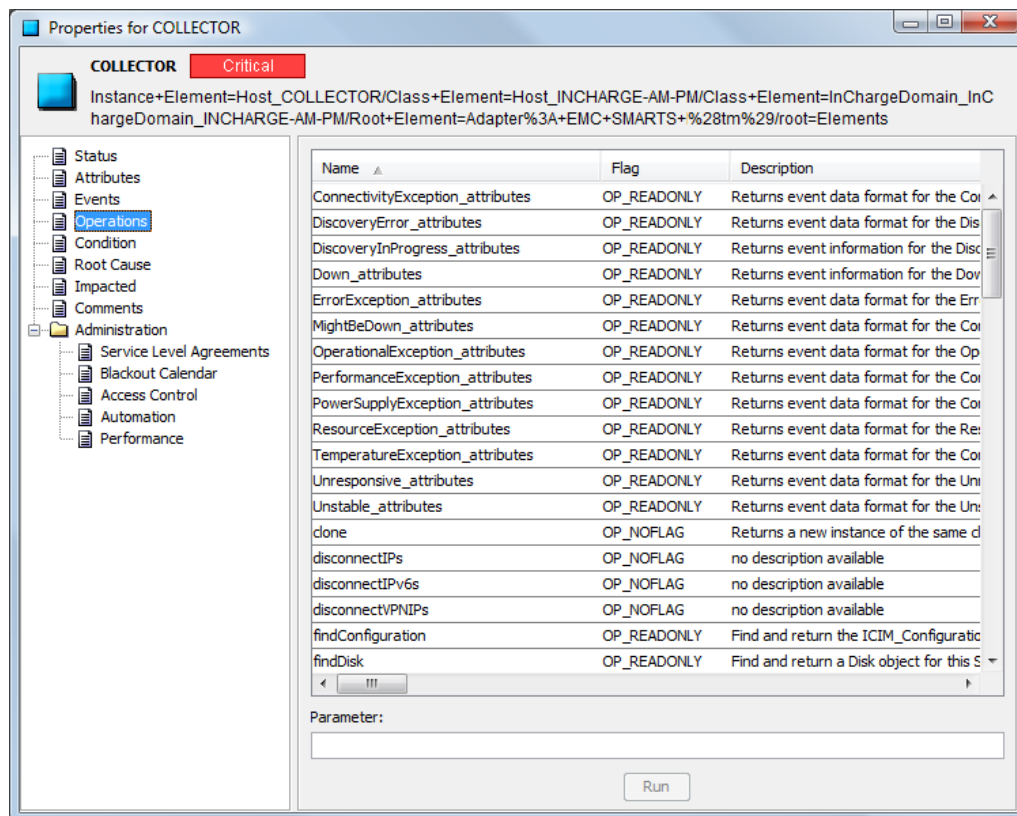 Properties for COLLECTOR
COLLECTOR Critical
Instance+Element=Host_COLLECTOR/Class+Element=Host_INCHARGE-AM-PM/Class+Element=InChargeDomain_InC
hargeDomain_INCHARGE-AM-PM/Root+Element=Adapter%3A+EMC+SMARTS+%28tm%29/root=Elements
Status
Attributes
Events
Operations
Condition
Root Cause
Impacted
Comments
Administration
Service Level Agreements
Blackout Calendar
Access Control
Automation
Performance
Name Flag Description
ConnectivityException_attributes OP_READONLY Returns event data format for the Co
DiscoveryError_attributes OP_READONLY Returns event data format for the Dis
DiscoveryInProgress_attributes OP_READONLY Returns event information for the Disc
Down_attributes OP_READONLY Returns event information for the Dow
ErrorException_attributes OP_READONLY Returns event data format for the Err
MightBeDown_attributes OP_READONLY Returns event data format for the Co
OperationalException_attributes OP_READONLY Returns event data format for the Op
PerformanceException_attributes OP_READONLY Returns event data format for the Co
PowerSupplyException_attributes OP_READONLY Returns event data format for the Co
ResourceException_attributes OP_READONLY Returns event data format for the Res
TemperatureException_attributes OP_READONLY Returns event data format for the Co
Unresponsive_attributes OP_READONLY Returns event data format for the Un
Unstable_attributes OP_READONLY Returns event data format for the Uns
clone OP_NOFLAG Returns a new instance of the same cl
disconnectIPs OP_NOFLAG no description available
disconnectIPv6s OP_NOFLAG no description available
disconnectVPNIPs OP_NOFLAG no description available
findConfiguration OP_READONLY Find and return the ICIM_Configuratic
findDisk OP_READONLY Find and return a Disk object for this S
Parameter:
Run